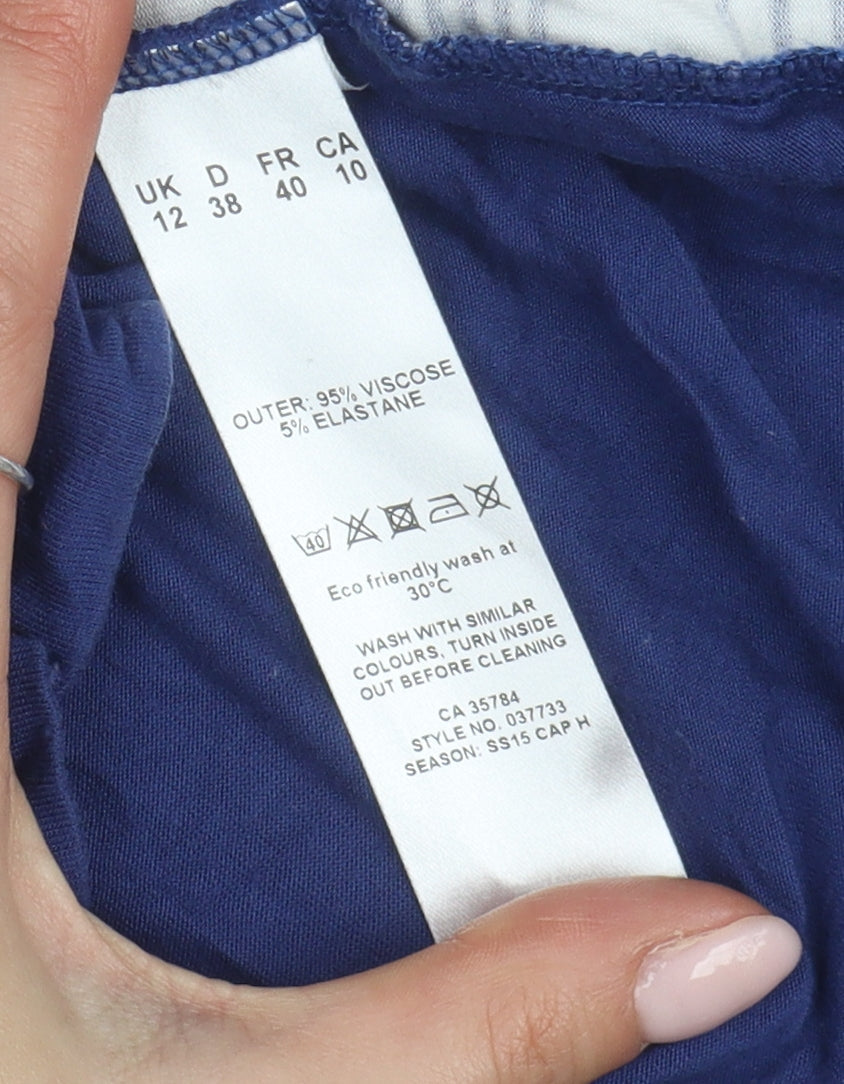 UK D FR CA
12 38 40 10
OUTER: 95% VISCOSE
5% ELASTANE
40
Eco friendly wash at
30°C
WASH WITH SIMILAR
COLOURS, TURN INSIDE
OUT BEFORE CLEANING
CA 35784
STYLE NO. 037733
SEASON: SS15 CAP H